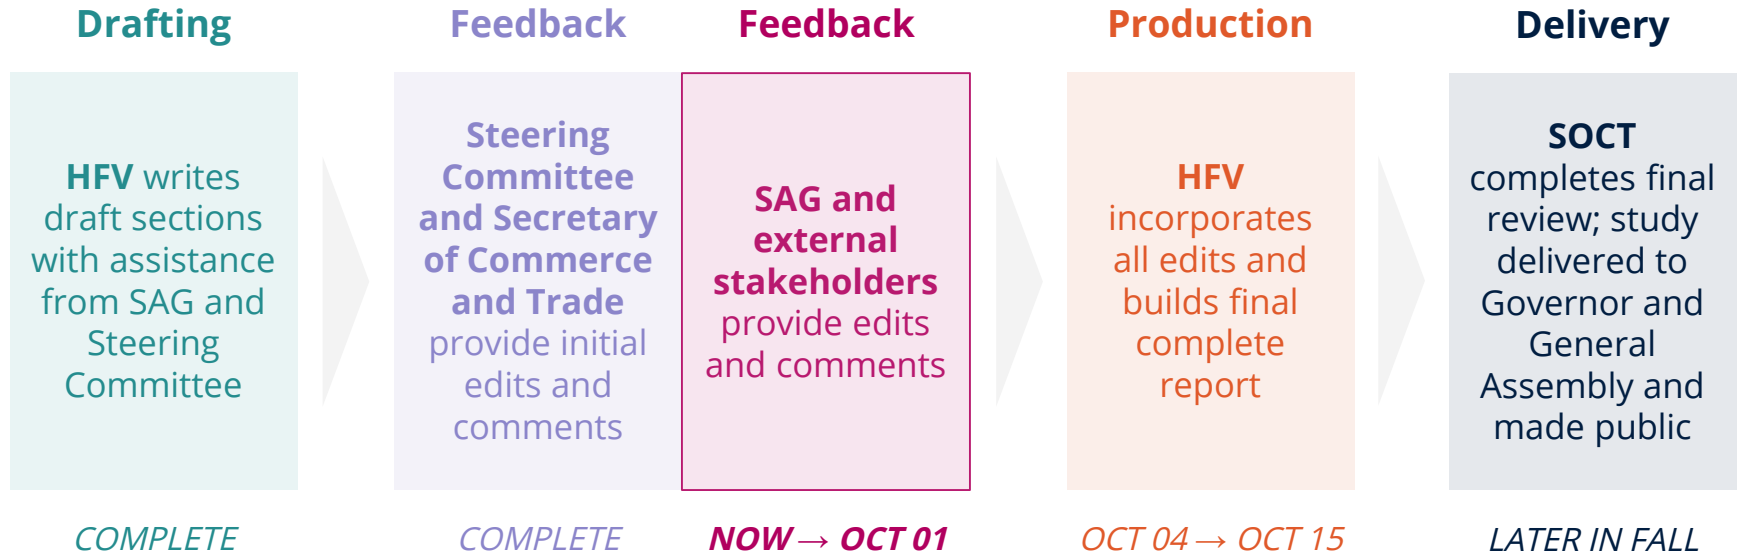 Drafting
HFV writes
draft sections
with assistance
from SAG and
Steering
Committee
COMPLETE
Feedback
Steering
Committee
and Secretary
of Commerce
and Trade
provide initial
edits and
comments
COMPLETE
Feedback
SAG and
external
stakeholders
provide edits
and comments
NOW → OCT 01
Production
HFV
incorporates
all edits and
builds final
complete
report
OCT 04 → OCT 15
Delivery
SOCT
completes final
review; study
delivered to
Governor and
General
Assembly and
made public
LATER IN FALL